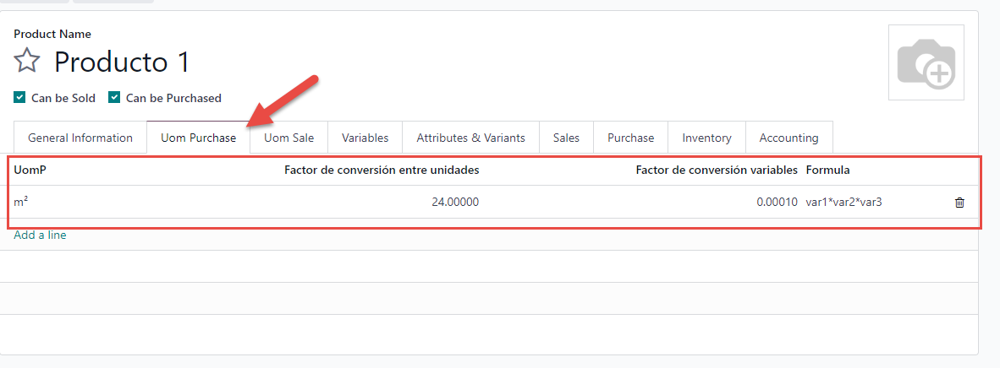 Product Name
Producto 1
Can be Sold Can be Purchased
General Information Uom Purchase Uom Sale Variables Attributes & Variants Sales Purchase Inventory Accounting
UomP Factor de conversión entre unidades Factor de conversión variables Formula
m² 24.00000 0.00010 var1*var2*var3
Add a line